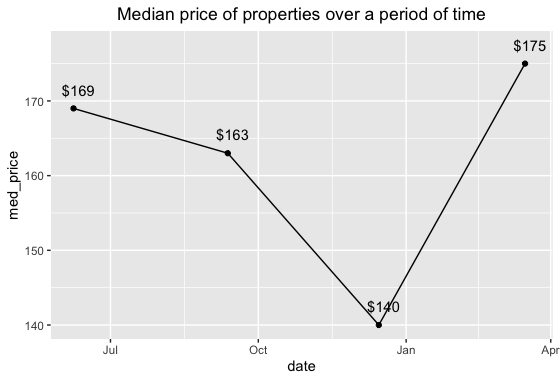 Median price of properties over a period of time
$175
$169
170
$163
160
med_price
150
$140
140
Jul
Oct
Jan
Apr
date